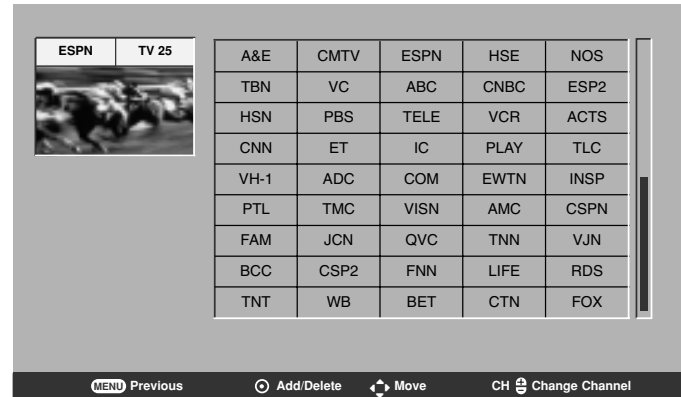 ESPN TV 25
A&E CMTV ESPN HSE NOS
TBN VC ABC CNBC ESP2
HSN PBS TELE VCR ACTS
CNN ET IC PLAY TLC
VH-1 ADC COM EWTN INSP
PTL TMC VISN AMC CSPN
FAM JCN QVC TNN VJN
BCC CSP2 FNN LIFE RDS
TNT WB BET CTN FOX
MENU Previous Add/Delete Move CH Change Channel